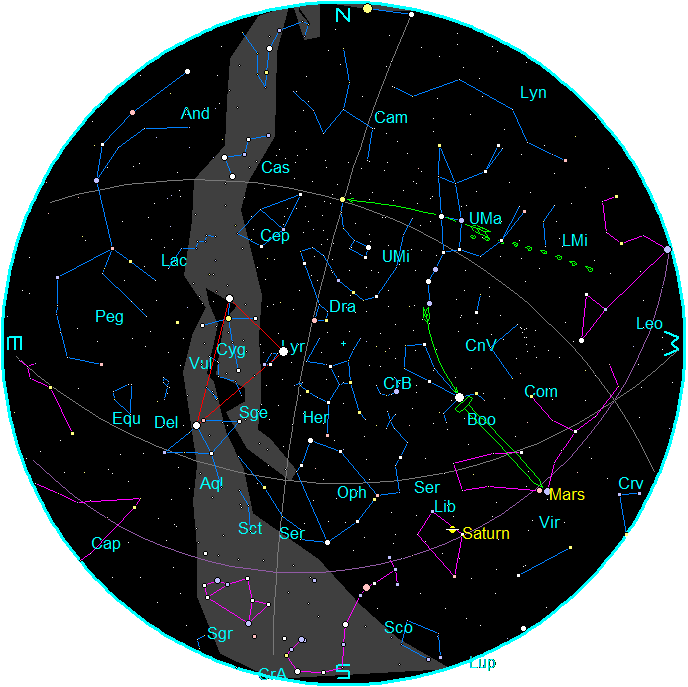 N
Lyn
And
Cam
Cas
UMa
Cep
LMi
UMi
Lac
Dra
Peg
Leo
E
W
Cyg
Lyr
CnV
Vul
CrB
Com
Equ
Del
Sge
Her
Boo
Aql
Oph
Ser
Mars
Crv
Lib
Vir
Sct
Ser
Saturn
Cap
Sgr
Sco
Lup
CrA
S